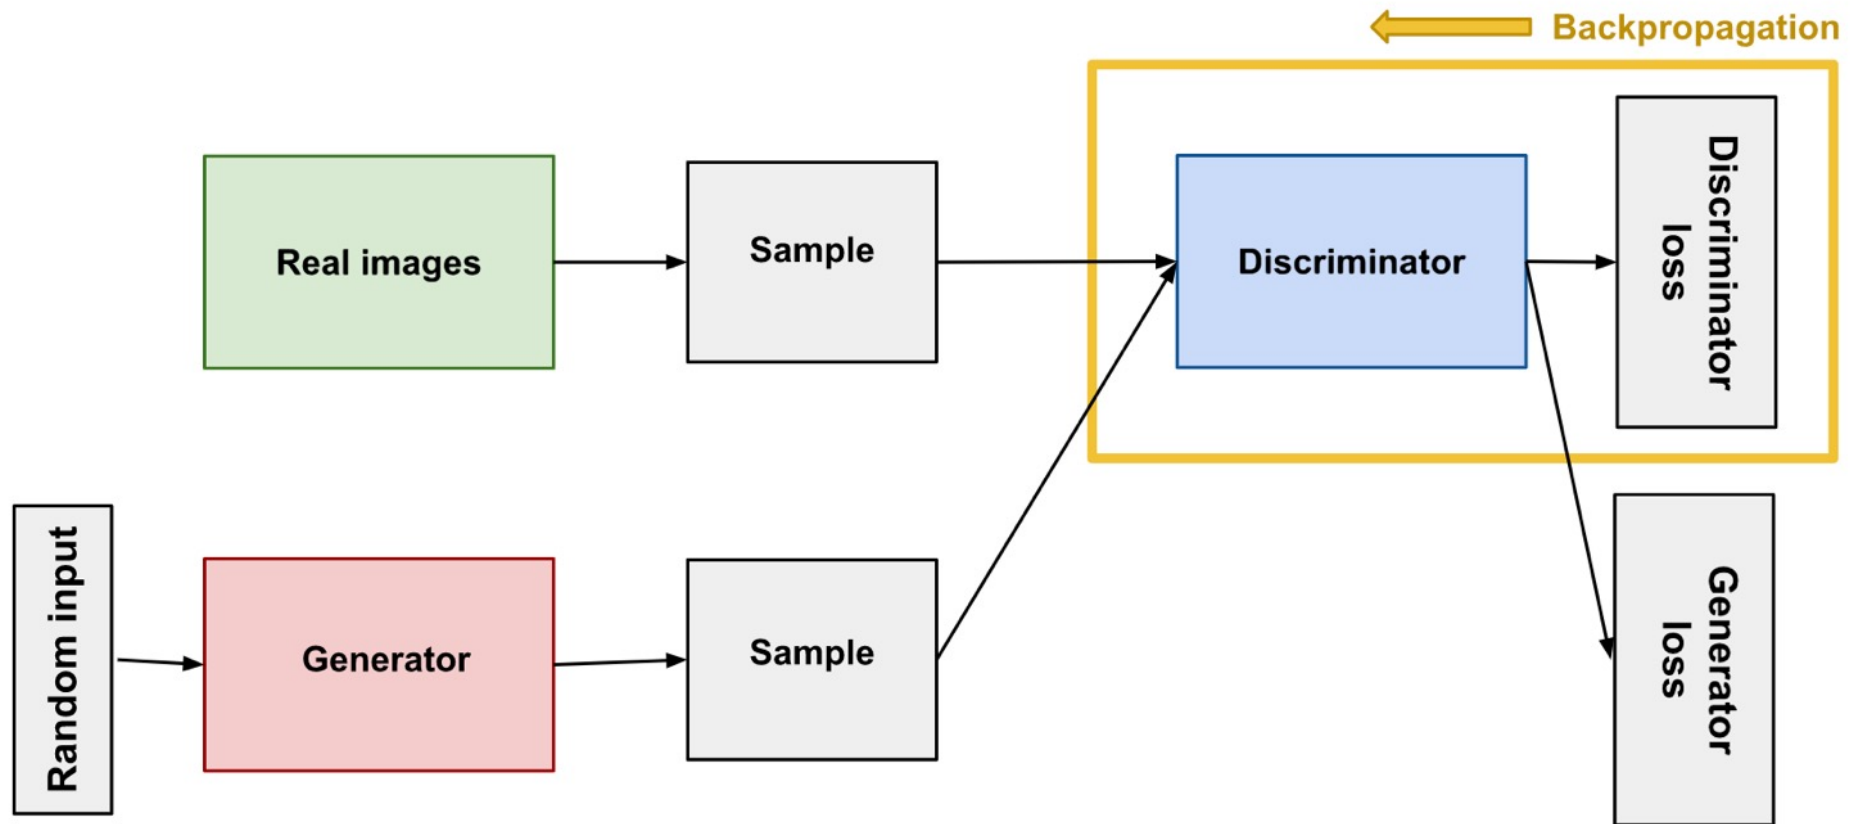 Backpropagation
Real images
Sample
Discriminator
Discriminator
loss
Random input
Generator
Sample
Generator
loss